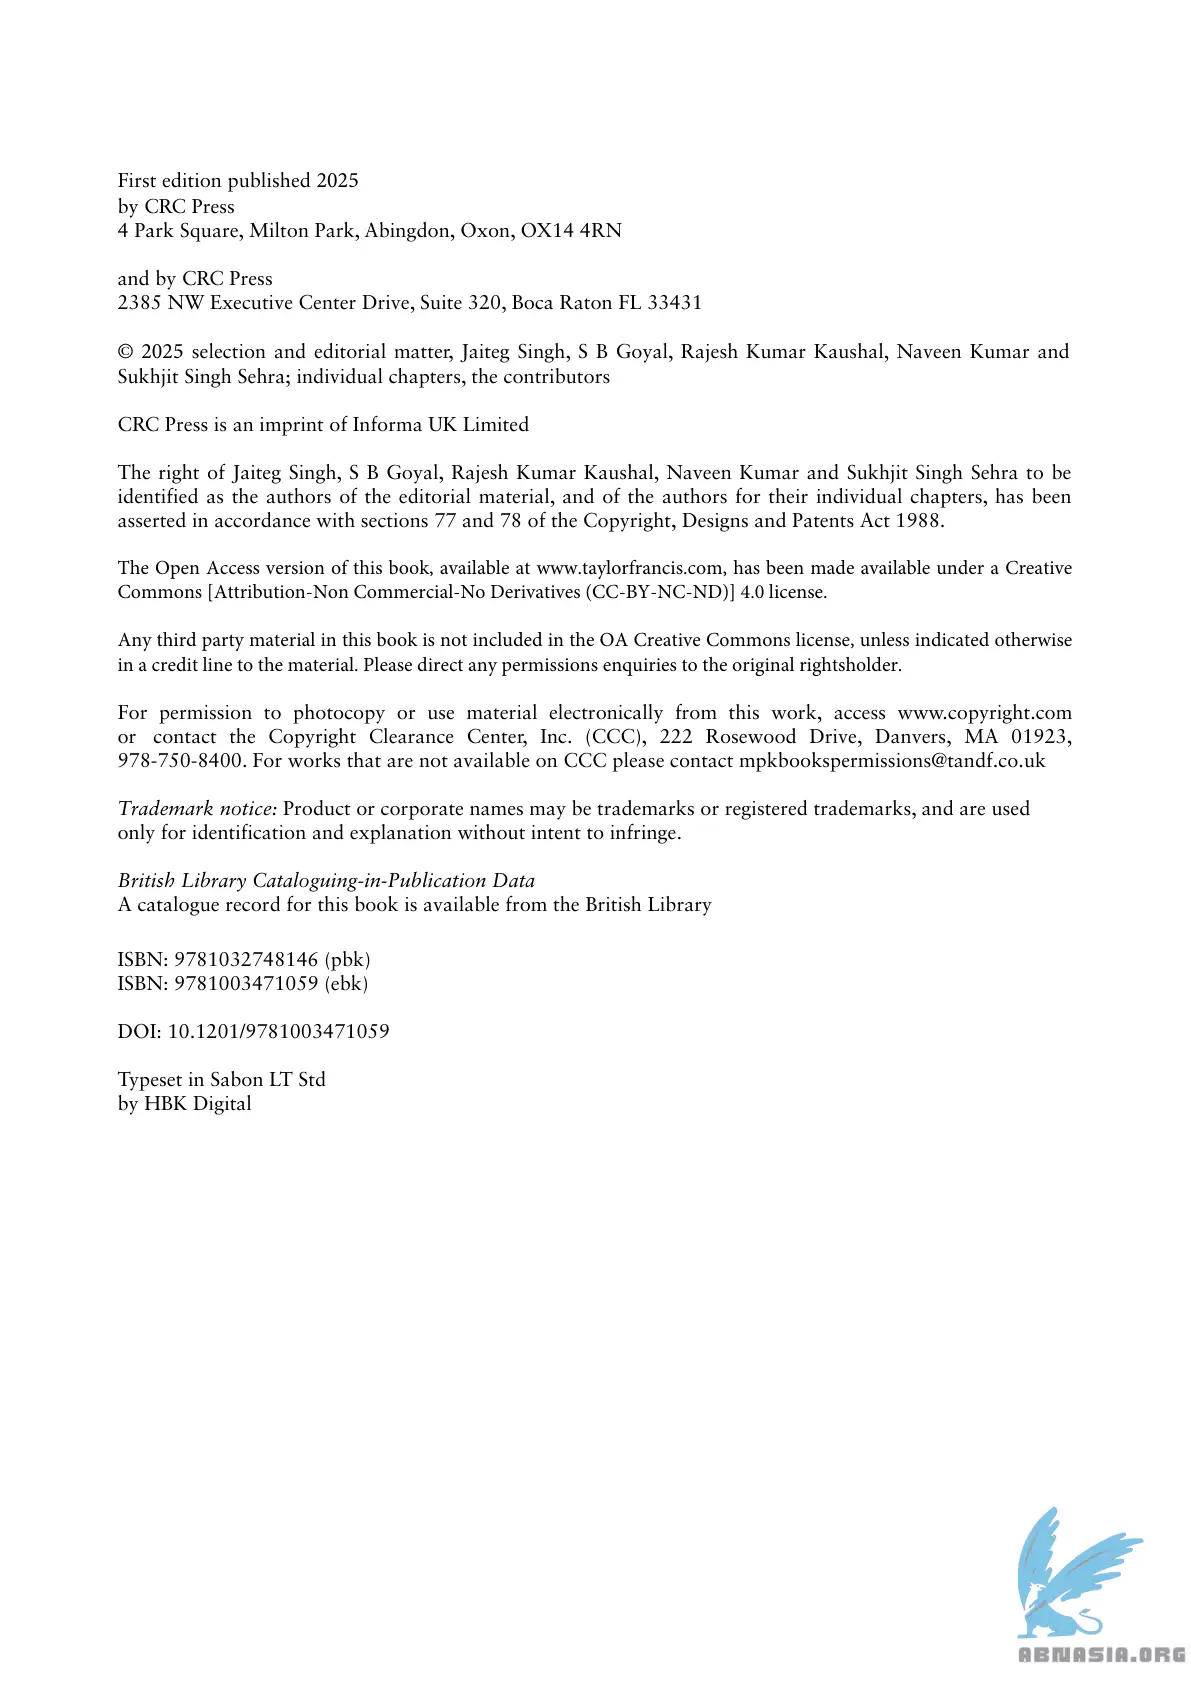 First edition published 2025
by CRC Press
4 Park Square, Milton Park, Abingdon, Oxon, OX14 4RN
and by CRC Press
2385 NW Executive Center Drive, Suite 320, Boca Raton FL 33431
© 2025 selection and editorial matter, Jaiteg Singh, S B Goyal, Rajesh Kumar Kaushal, Naveen Kumar and
Sukhjit Singh Sehra; individual chapters, the contributors
CRC Press is an imprint of Informa UK Limited
The right of Jaiteg Singh, S B Goyal, Rajesh Kumar Kaushal, Naveen Kumar and Sukhjit Singh Sehra to be
identified as the authors of the editorial material, and of the authors for their individual chapters, has been
asserted in accordance with sections 77 and 78 of the Copyright, Designs and Patents Act 1988.
The Open Access version of this book, available at www.taylorfrancis.com, has been made available under a Creative
Commons [Attribution-Non Commercial-No Derivatives (CC-BY-NC-ND)] 4.0 license.
Any third party material in this book is not included in the OA Creative Commons license, unless indicated otherwise
in a credit line to the material. Please direct any permissions enquiries to the original rightsholder.
For permission to photocopy or use material electronically from this work, access www.copyright.com
or contact the Copyright Clearance Center, Inc. (CCC), 222 Rosewood Drive, Danvers, MA 01923,
978-750-8400. For works that are not available on CCC please contact mpkbookspermissions@tandf.co.uk
Trademark notice: Product or corporate names may be trademarks or registered trademarks, and are used
only for identification and explanation without intent to infringe.
British Library Cataloguing-in-Publication Data
A catalogue record for this book is available from the British Library
ISBN: 9781032748146 (pbk)
ISBN: 9781003471059 (ebk)
DOI: 10.1201/9781003471059
Typeset in Sabon LT Std
by HBK Digital
ABNASIA.ORG